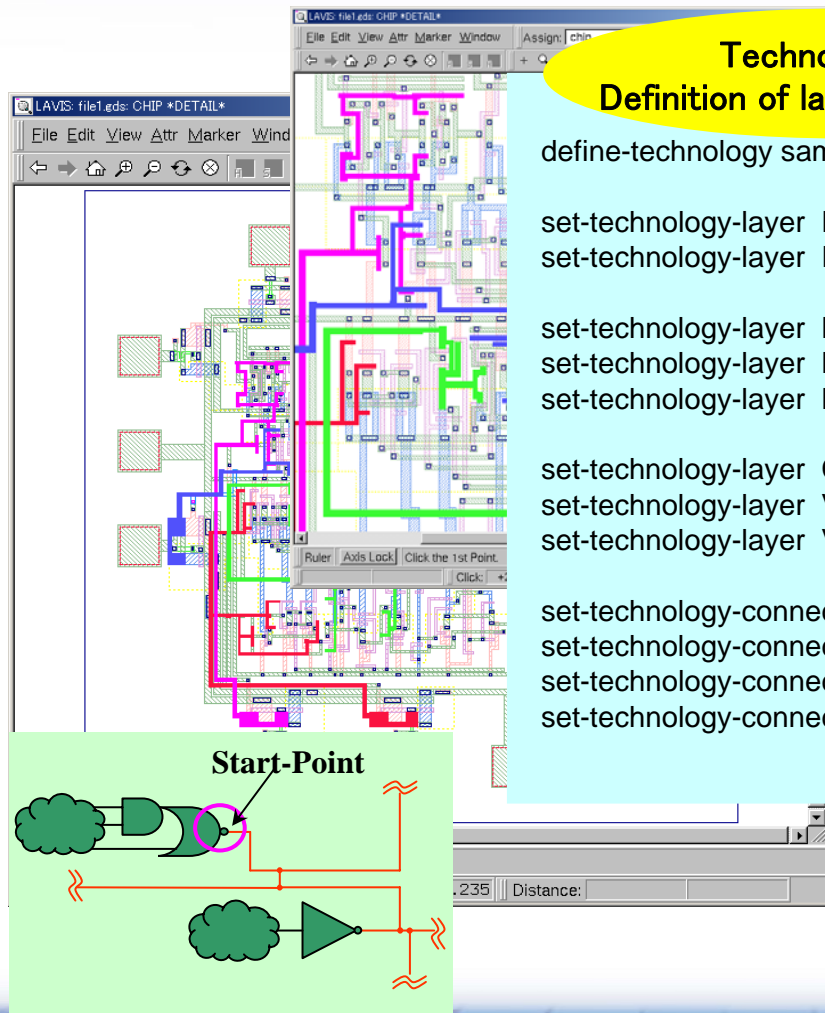 LAVIS: file1.gds: CHIP *DETAIL*
File Edit View Attr Marker Window
Assign: chip
LAVIS: file1.gds: CHIP *DETAIL*
File Edit View Attr Marker Wind
Techno
Definition of la
define-technology sam
set-technology-layer
set-technology-layer
set-technology-layer
set-technology-layer
set-technology-layer
set-technology-layer
set-technology-layer V
set-technology-layer V
set-technology-connec
set-technology-connec
set-technology-connec
set-technology-connec
Ruler Axis Lock Click the 1st Point.
Click: +2
Start-Point
.235 Distance: